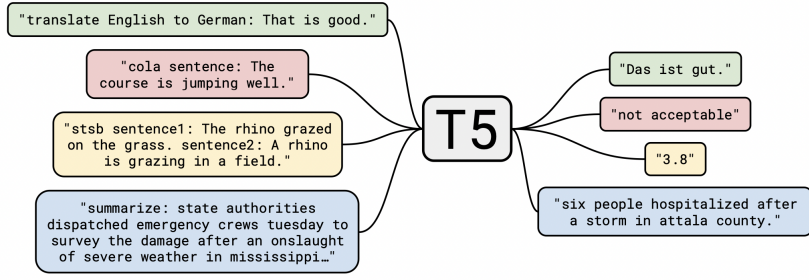 "translate English to German: That is good."
"cola sentence: The
course is jumping well."
"stsb sentence1: The rhino grazed
on the grass. sentence2: A rhino
is grazing in a field."
"summarize: state authorities
dispatched emergency crews tuesday to
survey the damage after an onslaught
of severe weather in mississippi…"
T5
"Das ist gut."
"not acceptable"
"3.8"
"six people hospitalized after
a storm in attala county."